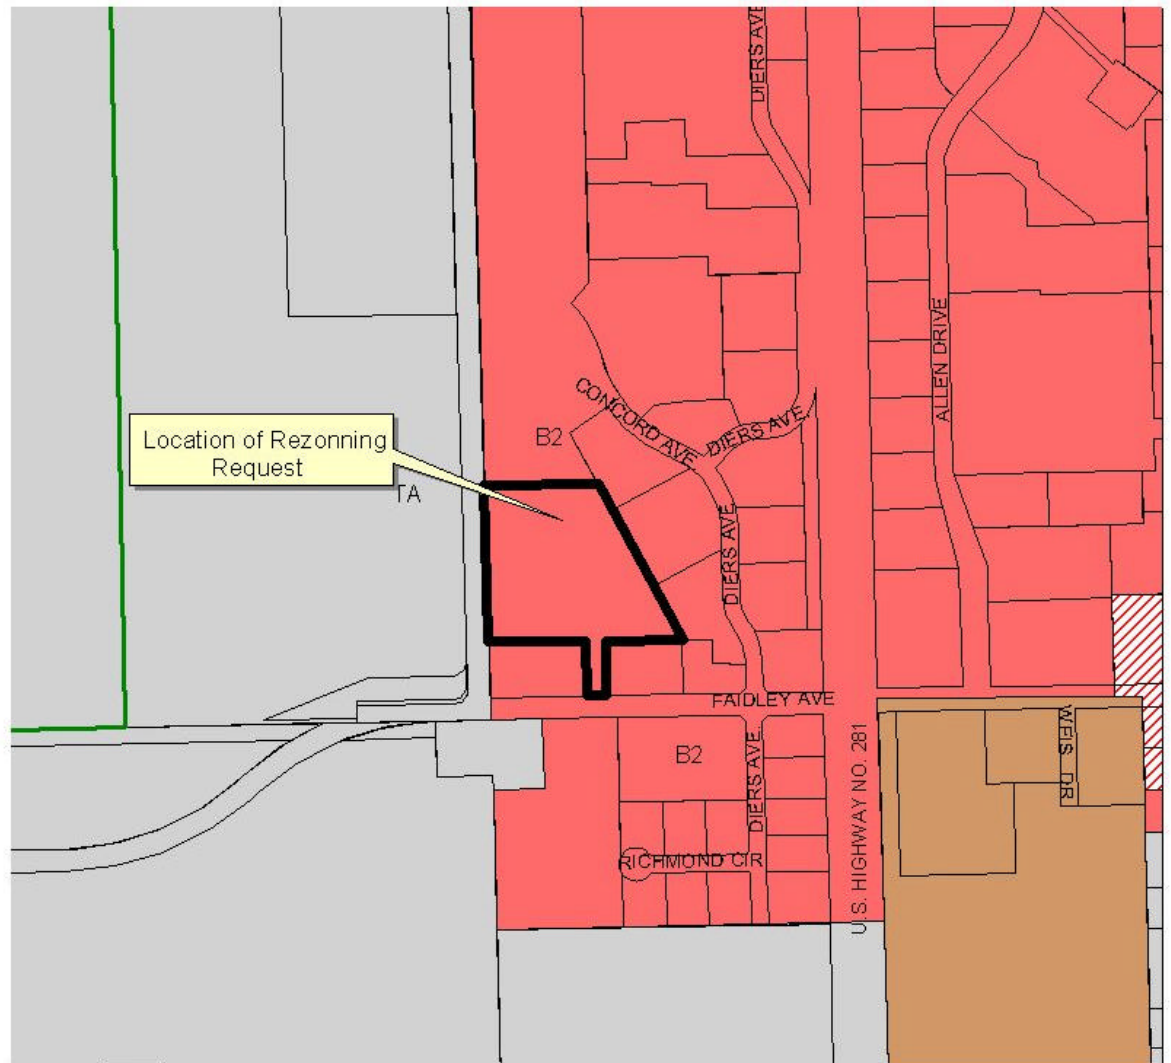 DIERS AVE
ALLEN DRIVE
CONCORD AVE
DIERS AVE
B2
Location of Rezonning
Request
TA
DIERS AVE
FAIDLEY AVE
WEIS DR
B2
DIERS AVE
U.S. HIGHWAY NO. 281
RICHMOND CIR